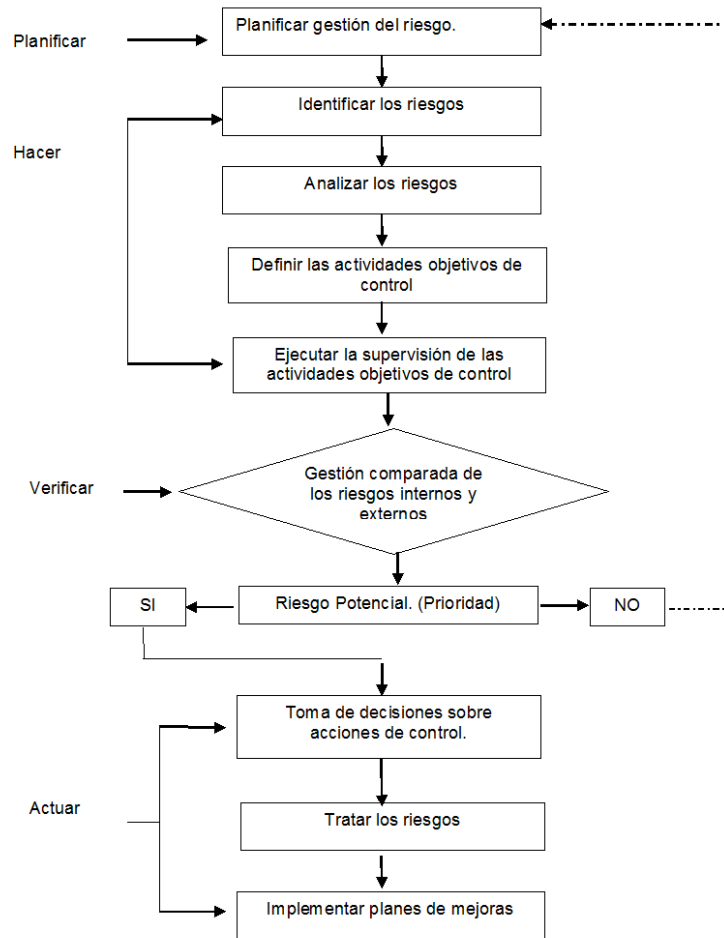 Planificar
Planificar gestión del riesgo.
Identificar los riesgos
Hacer
Analizar los riesgos
Definir las actividades objetivos de
control
Ejecutar la supervisión de las
actividades objetivos de control
Verificar
Gestión comparada de
los riesgos internos y
externos
SI
Riesgo Potencial. (Prioridad)
NO
Toma de decisiones sobre
acciones de control.
Actuar
Tratar los riesgos
Implementar planes de mejoras